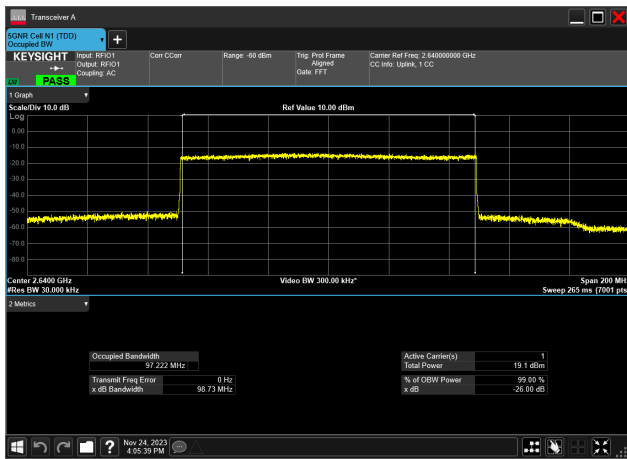 Transceiver A
5GNR Cell N1 (TDD)
Occupied BW
KEYSIGHT
LXI
PASS
Input: RFIO1
Output: RFIO1
Coupling: AC
Corr CCorr
Range: -60 dBm
Trig: Prot Frame
Aligned
Gate: FFT
Carrier Ref Freq: 2.640000000 GHz
CC Info: Uplink, 1 CC
1 Graph
Scale/Div 10.0 dB
Ref Value 10.00 dBm
Log
0.00
-10.0
-20.0
-30.0
-40.0
-50.0
-60.0
-70.0
-80.0
Center 2.6400 GHz
Video BW 300.00 kHz*
Span 200 MHz
#Res BW 30.000 kHz
Sweep 265 ms (7001 pts
2 Metrics
Occupied Bandwidth
97.222 MHz
Transmit Freq Error 0 Hz
x dB Bandwidth 98.73 MHz
Active Carrier(s) 1
Total Power 19.1 dBm
% of OBW Power 99.00 %
x dB -26.00 dB
?
Nov 24, 2023
4:05:39 PM